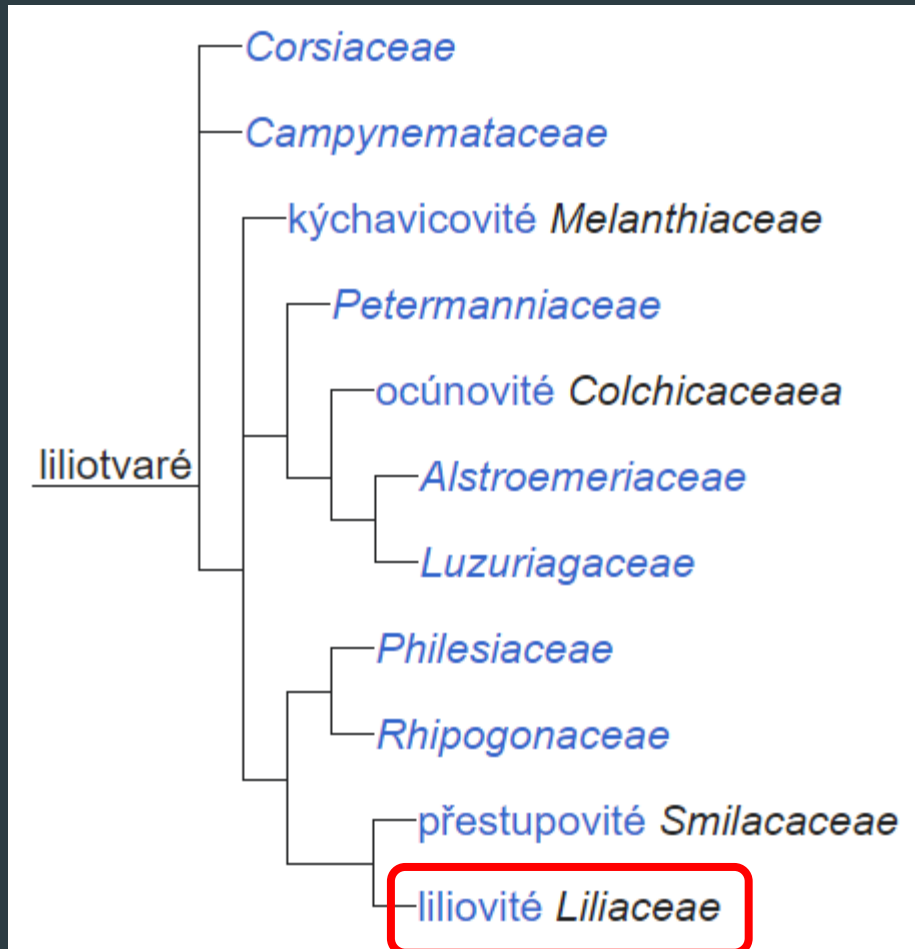 Corsiaceae
Campynemataceae
kýchavicovité Melanthiaceae
Petermanniaceae
ocúnovité Colchicaceaea
liliotvaré
Alstroemeriaceae
Luzuriagaceae
Philesiaceae
Rhipogonaceae
přestupovité Smilacaceae
liliovité Liliaceae